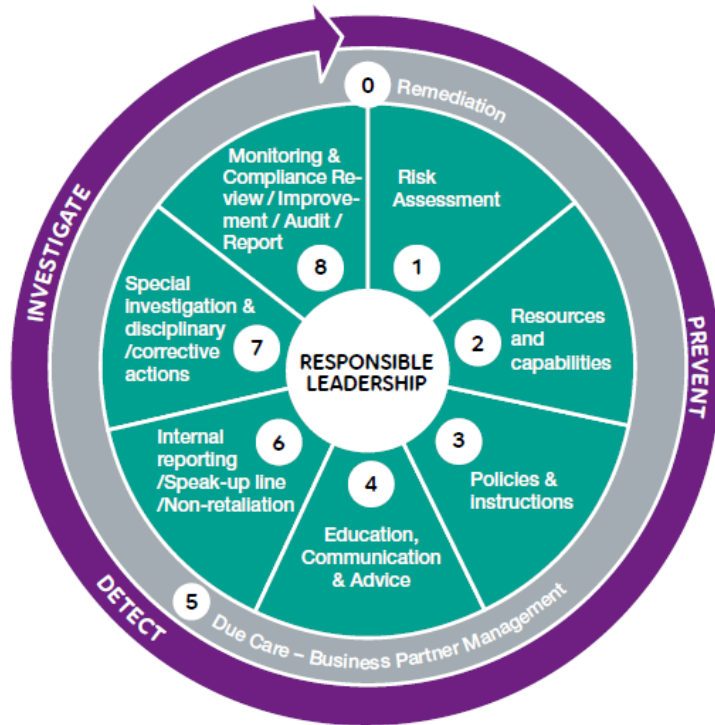 0
Remediation
Risk
Assessment
1
Resources
and
capabilities
2
PREVENT
3
Policies &
instructions
4
Education,
Communication
& Advice
5
Due Care – Business Partner Management
DETECT
Internal
reporting
/Speak-up line
/Non-retaliation
6
Special
investigation &
disciplinary
/corrective
actions
7
INVESTIGATE
Monitoring &
Compliance Re-
view / Improve-
ment / Audit /
Report
8
RESPONSIBLE
LEADERSHIP